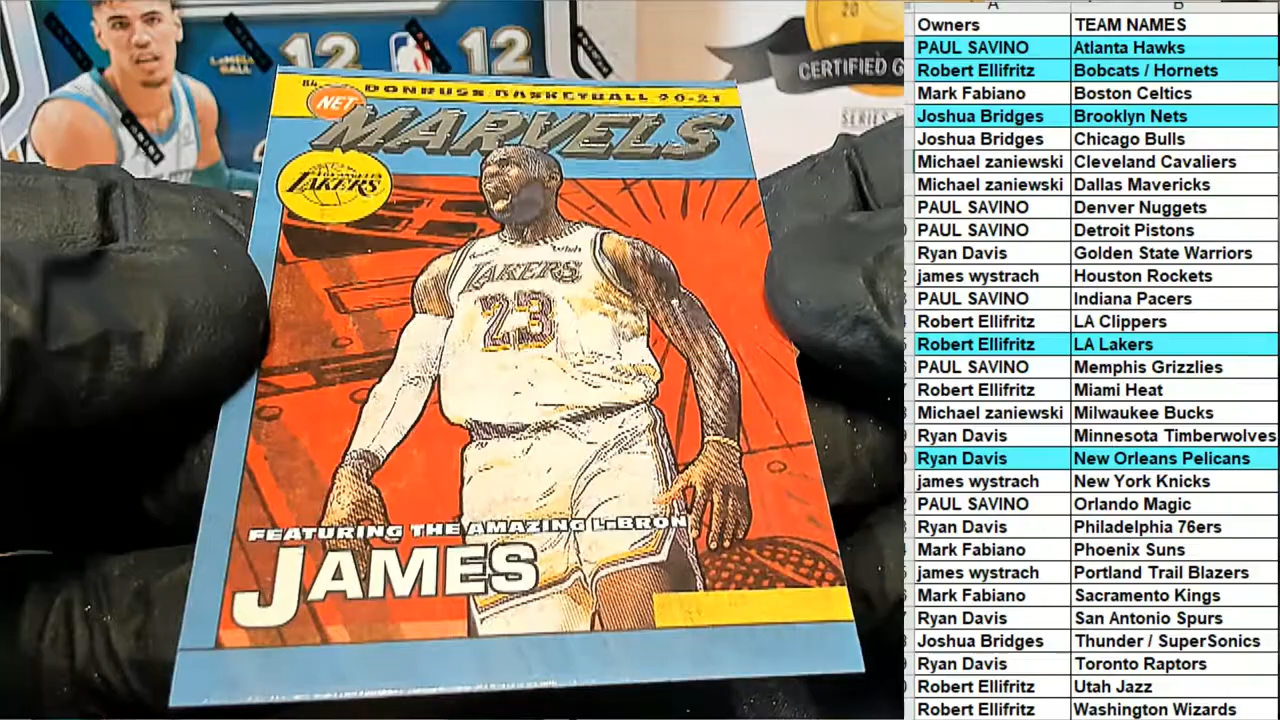 LaMELO
BALL
12
12
CERTIFIED G
SERIES
20
DONRUSS BASKETBALL 20-21
NET
MARVELS
LAKERS
wish
LAKERS
23
FEATURING THE AMAZING LeBRON
JAMES
A B
Owners TEAM NAMES
PAUL SAVINO Atlanta Hawks
Robert Ellifritz Bobcats / Hornets
Mark Fabiano Boston Celtics
Joshua Bridges Brooklyn Nets
Joshua Bridges Chicago Bulls
Michael zaniewski Cleveland Cavaliers
Michael zaniewski Dallas Mavericks
PAUL SAVINO Denver Nuggets
PAUL SAVINO Detroit Pistons
Ryan Davis Golden State Warriors
james wystrach Houston Rockets
PAUL SAVINO Indiana Pacers
Robert Ellifritz LA Clippers
Robert Ellifritz LA Lakers
PAUL SAVINO Memphis Grizzlies
Robert Ellifritz Miami Heat
Michael zaniewski Milwaukee Bucks
Ryan Davis Minnesota Timberwolves
Ryan Davis New Orleans Pelicans
james wystrach New York Knicks
PAUL SAVINO Orlando Magic
Ryan Davis Philadelphia 76ers
Mark Fabiano Phoenix Suns
james wystrach Portland Trail Blazers
Mark Fabiano Sacramento Kings
Ryan Davis San Antonio Spurs
Joshua Bridges Thunder / SuperSonics
Ryan Davis Toronto Raptors
Robert Ellifritz Utah Jazz
Robert Ellifritz Washington Wizards